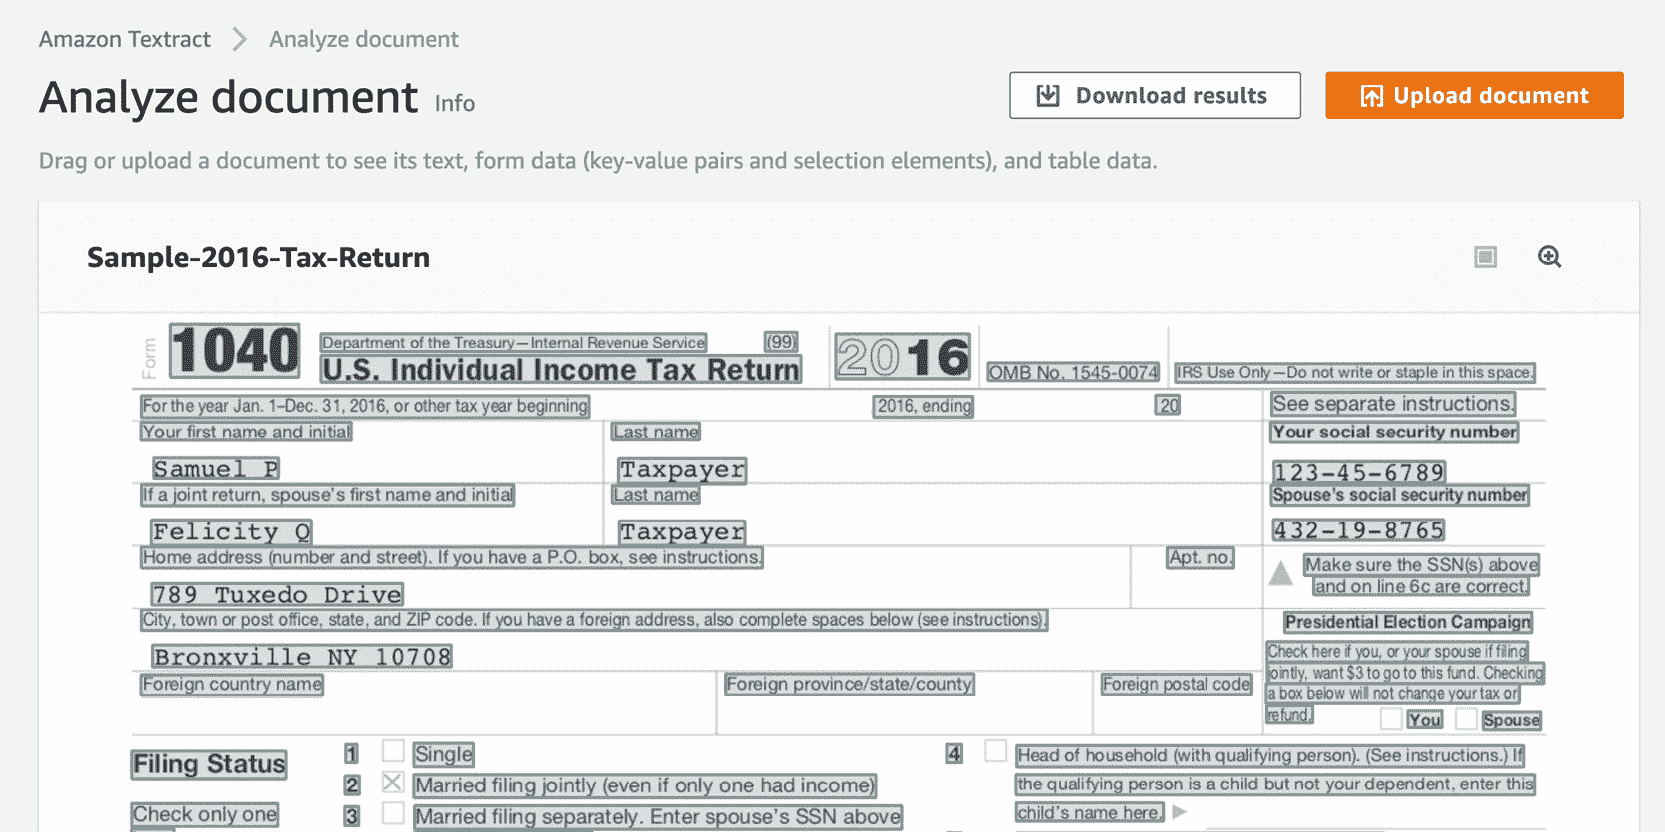 Amazon Textract > Analyze document
Analyze document Info
Download results
Upload document
Drag or upload a document to see its text, form data (key-value pairs and selection elements), and table data.
Sample-2016-Tax-Return
Form 1040
Department of the Treasury—Internal Revenue Service (99)
U.S. Individual Income Tax Return
2016
OMB No. 1545-0074
IRS Use Only—Do not write or staple in this space.
For the year Jan. 1–Dec. 31, 2016, or other tax year beginning , 2016, ending , 20
See separate instructions.
Your first name and initial
Last name
Your social security number
Samuel P
Taxpayer
123-45-6789
If a joint return, spouse's first name and initial
Last name
Spouse's social security number
Felicity Q
Taxpayer
432-19-8765
Home address (number and street). If you have a P.O. box, see instructions.
Apt. no.
789 Tuxedo Drive
Make sure the SSN(s) above
and on line 6c are correct.
City, town or post office, state, and ZIP code. If you have a foreign address, also complete spaces below (see instructions).
Bronxville NY 10708
Presidential Election Campaign
Check here if you, or your spouse if filing
jointly, want $3 to go to this fund. Checking
a box below will not change your tax or
refund. You Spouse
Foreign country name
Foreign province/state/county
Foreign postal code
Filing Status
Check only one
1 Single
2 Married filing jointly (even if only one had income)
3 Married filing separately. Enter spouse's SSN above
4 Head of household (with qualifying person). (See instructions.) If
the qualifying person is a child but not your dependent, enter this
child's name here.